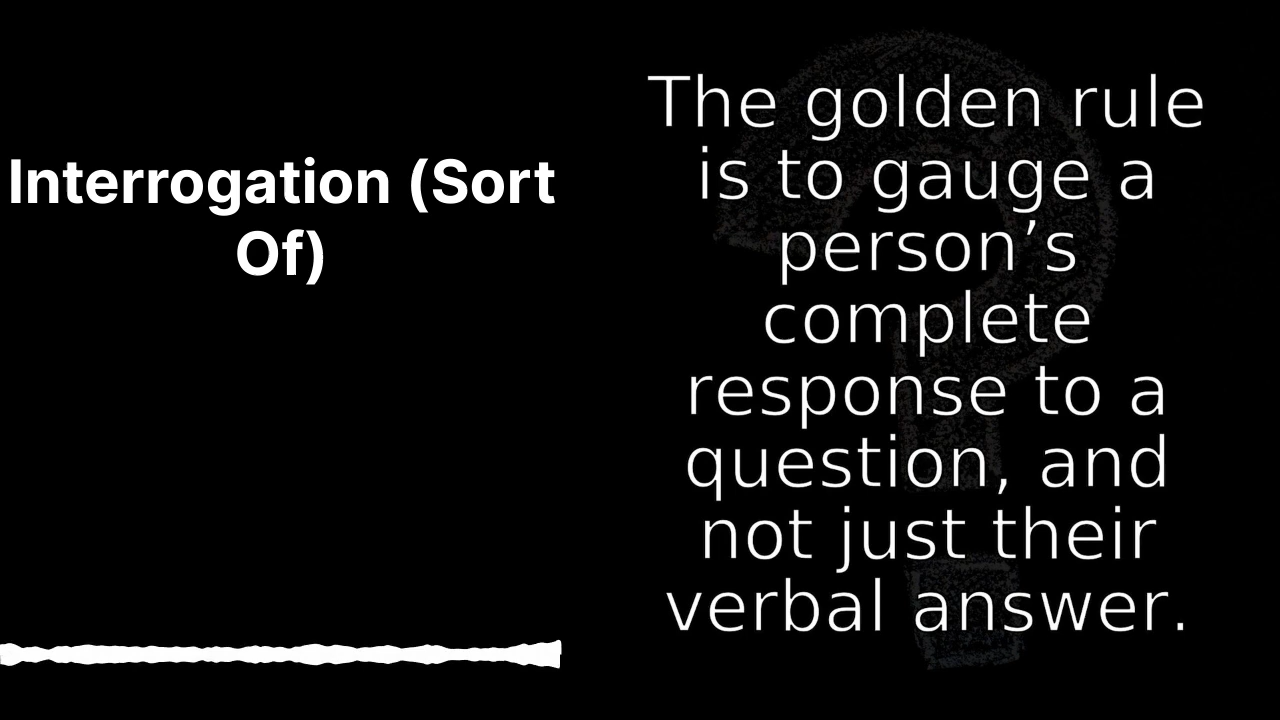 Interrogation (Sort
Of)
The golden rule
is to gauge a
person’s
complete
response to a
question, and
not just their
verbal answer.